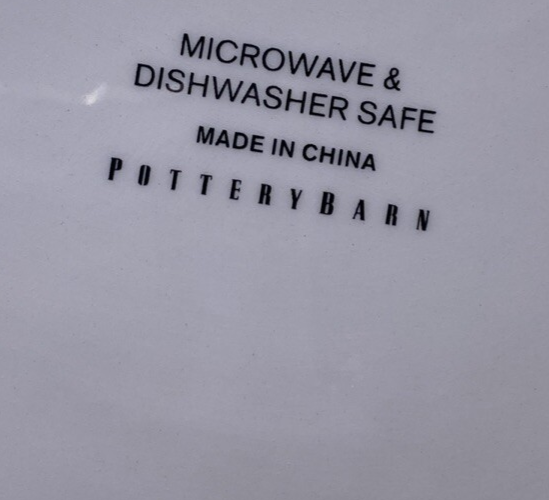 MICROWAVE &
DISHWASHER SAFE
MADE IN CHINA
POTTERYBARN